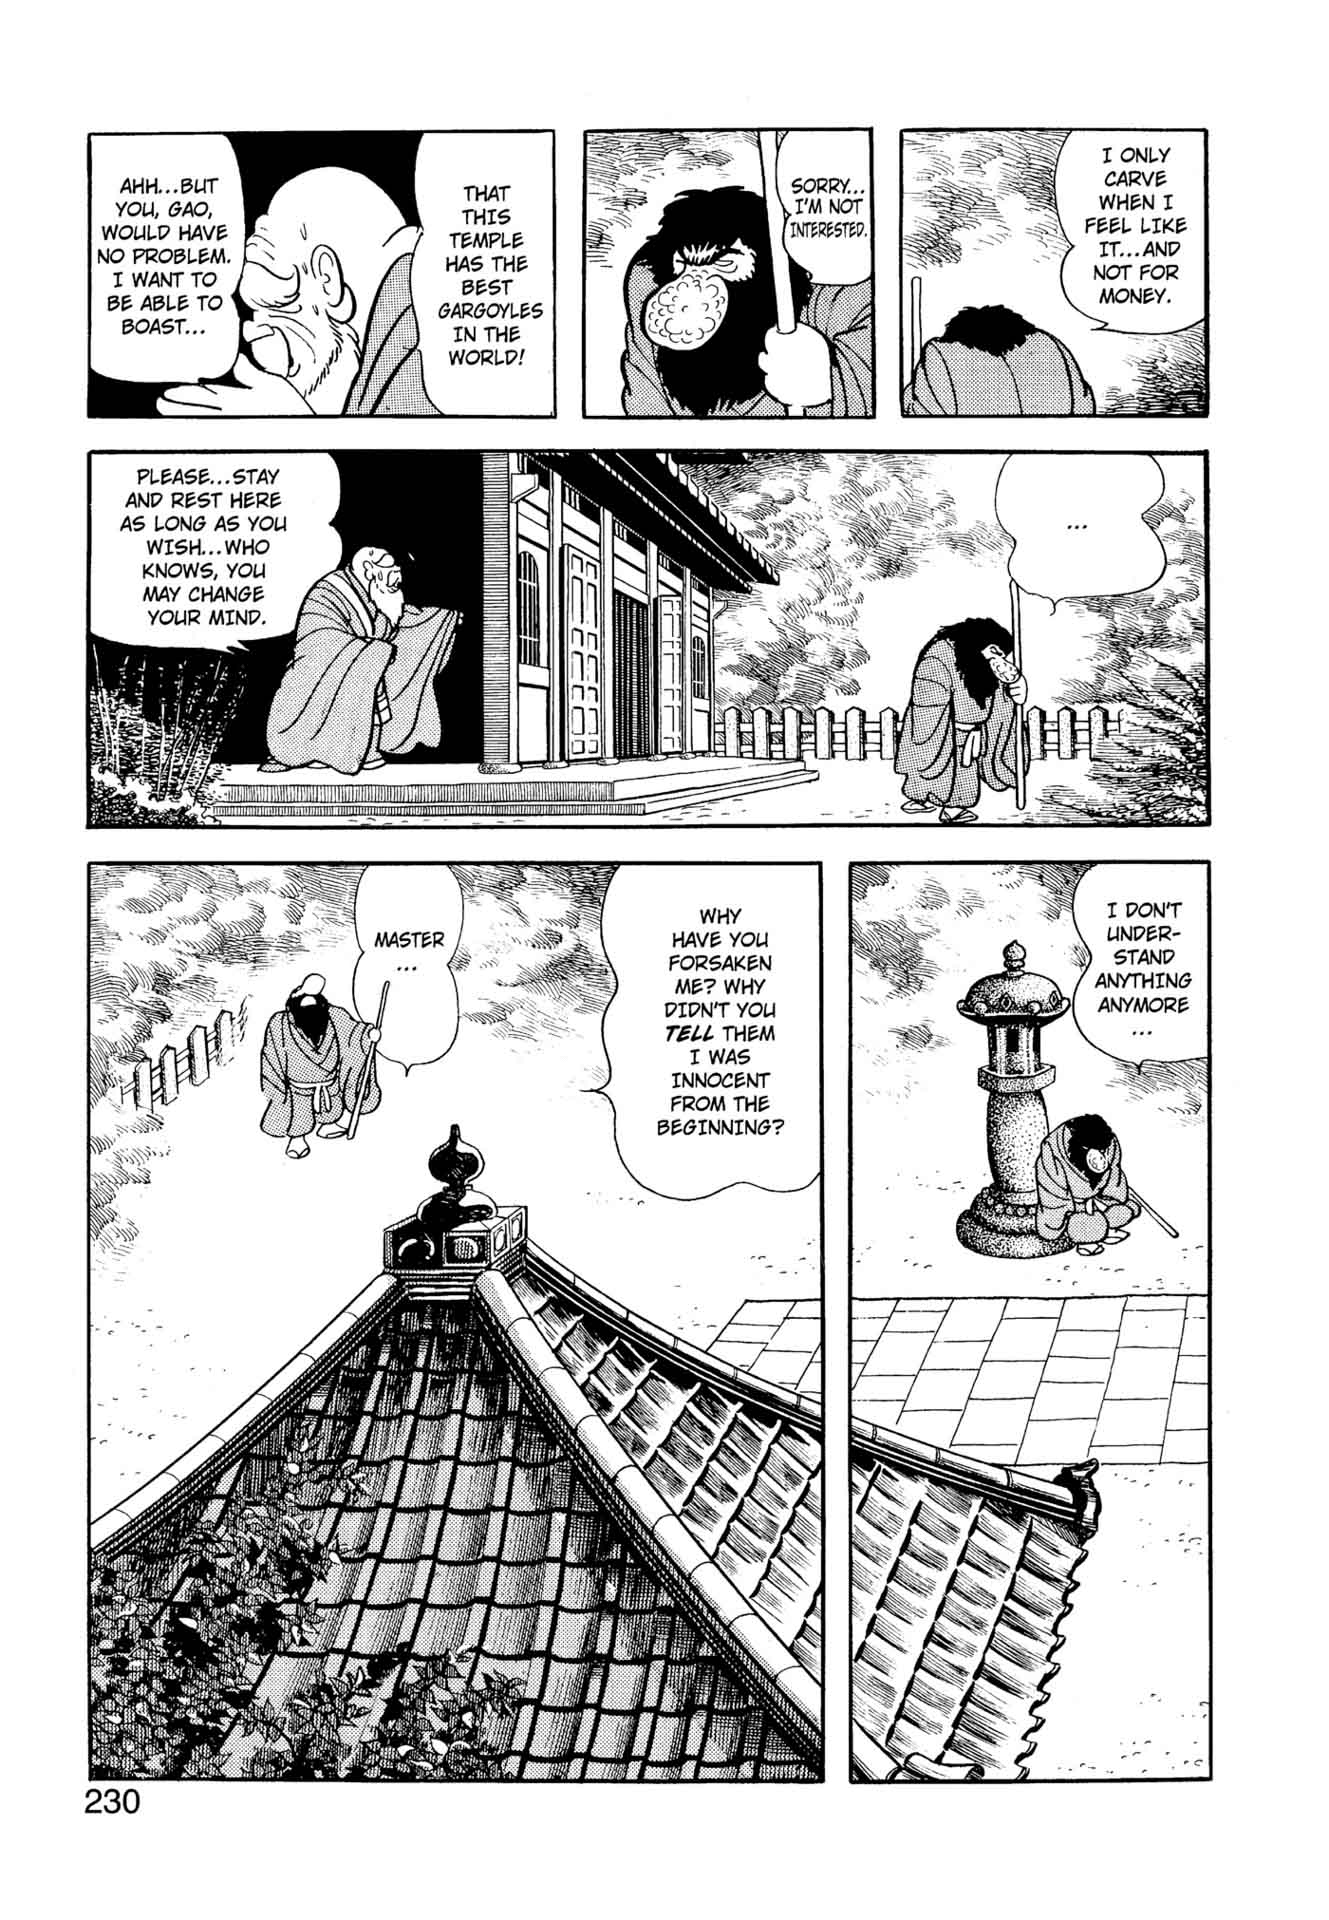 AHH...BUT
YOU, GAO,
WOULD HAVE
NO PROBLEM.
I WANT TO
BE ABLE TO
BOAST...
THAT
THIS
TEMPLE
HAS THE
BEST
GARGOYLES
IN THE
WORLD!
SORRY...
I'M NOT
INTERESTED.
I ONLY
CARVE
WHEN I
FEEL LIKE
IT...AND
NOT FOR
MONEY.
PLEASE...STAY
AND REST HERE
AS LONG AS YOU
WISH...WHO
KNOWS, YOU
MAY CHANGE
YOUR MIND.
...
MASTER
...
WHY
HAVE YOU
FORSAKEN
ME? WHY
DIDN'T YOU
TELL THEM
I WAS
INNOCENT
FROM THE
BEGINNING?
I DON'T
UNDER-
STAND
ANYTHING
ANYMORE
...
230